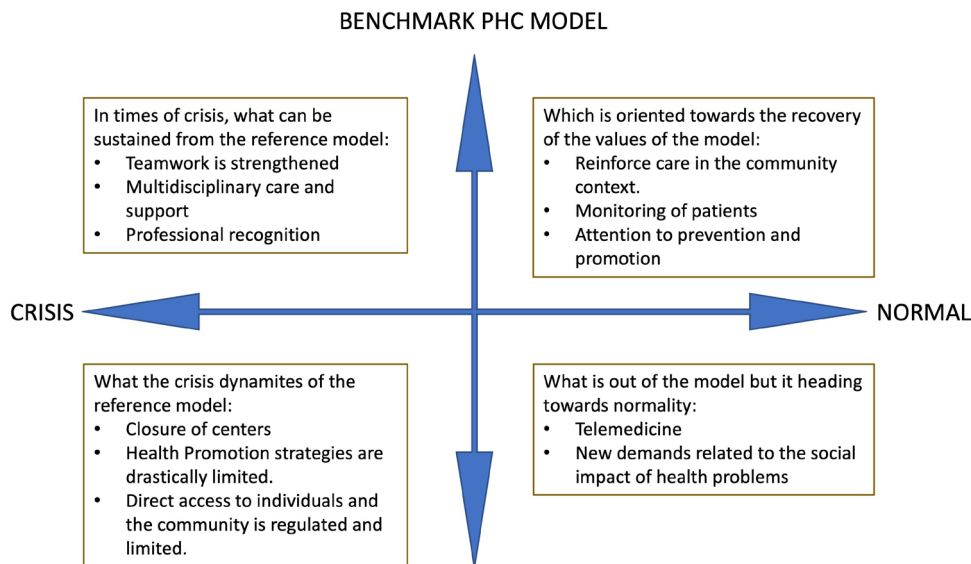 BENCHMARK PHC MODEL
In times of crisis, what can be
sustained from the reference model:
• Teamwork is strengthened
• Multidisciplinary care and
support
• Professional recognition
Which is oriented towards the recovery
of the values of the model:
• Reinforce care in the community
context.
• Monitoring of patients
• Attention to prevention and
promotion
CRISIS
NORMAL
What the crisis dynamites of the
reference model:
• Closure of centers
• Health Promotion strategies are
drastically limited.
• Direct access to individuals and
the community is regulated and
limited.
What is out of the model but it heading
towards normality:
• Telemedicine
• New demands related to the social
impact of health problems